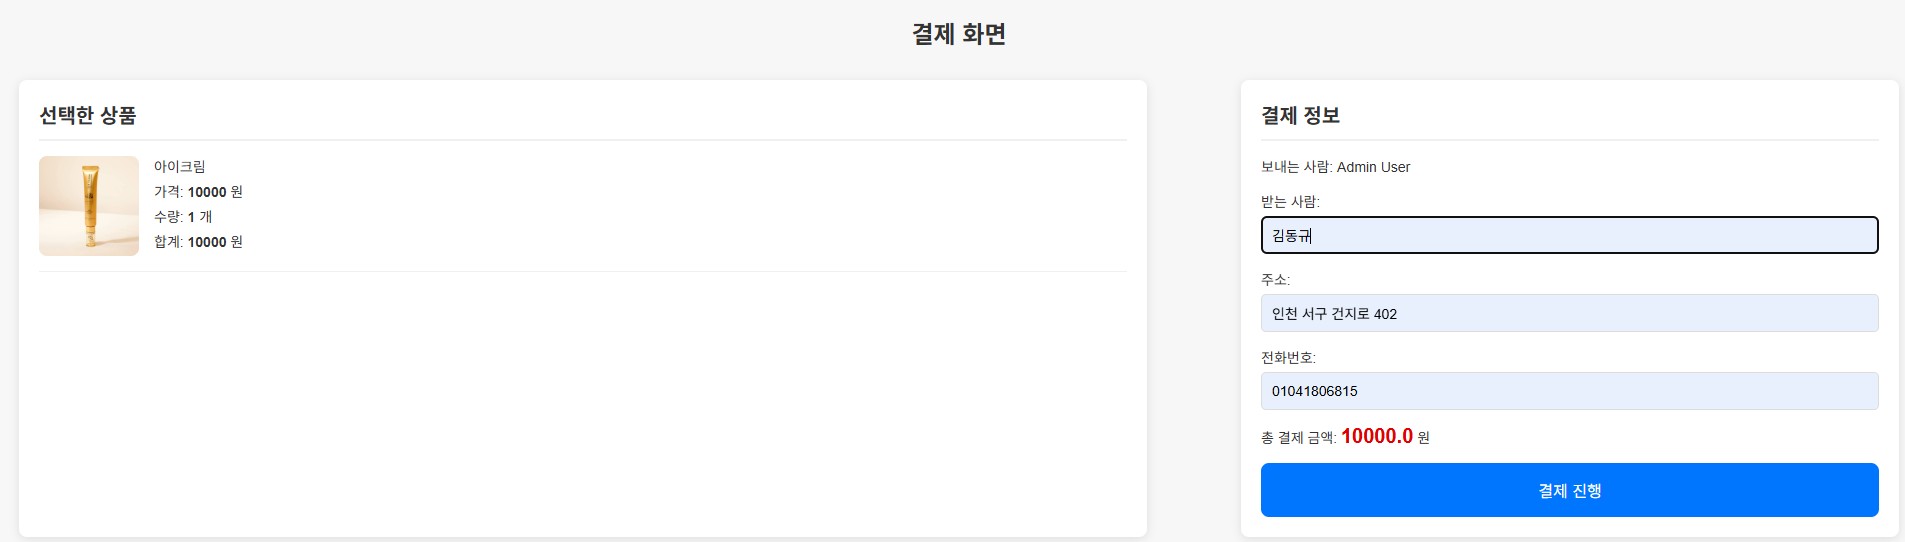 결제 화면
선택한 상품
아이크림
가격: 10000 원
수량: 1 개
합계: 10000 원
결제 정보
보내는 사람: Admin User
받는 사람:
김동규
주소:
인천 서구 건지로 402
전화번호:
01041806815
총 결제 금액: 10000.0 원
결제 진행